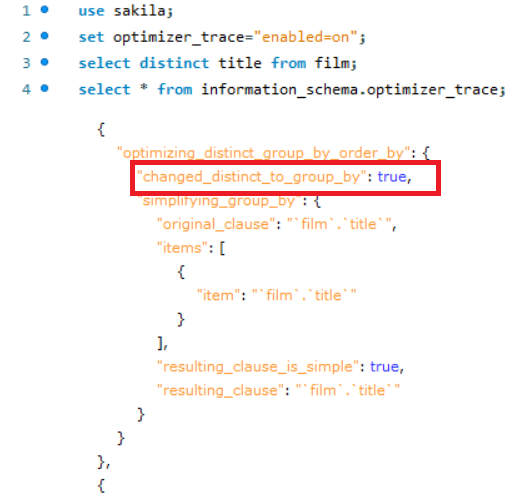 1 use sakila;
2 set optimizer_trace="enabled=on";
3 select distinct title from film;
4 select * from information_schema.optimizer_trace;
{
"optimizing_distinct_group_by_order_by": {
"changed_distinct_to_group_by": true,
"simplifying_group_by": {
"original_clause": "`film`.`title`",
"items": [
{
"item": "`film`.`title`"
}
],
"resulting_clause_is_simple": true,
"resulting_clause": "`film`.`title`"
}
}
},
{